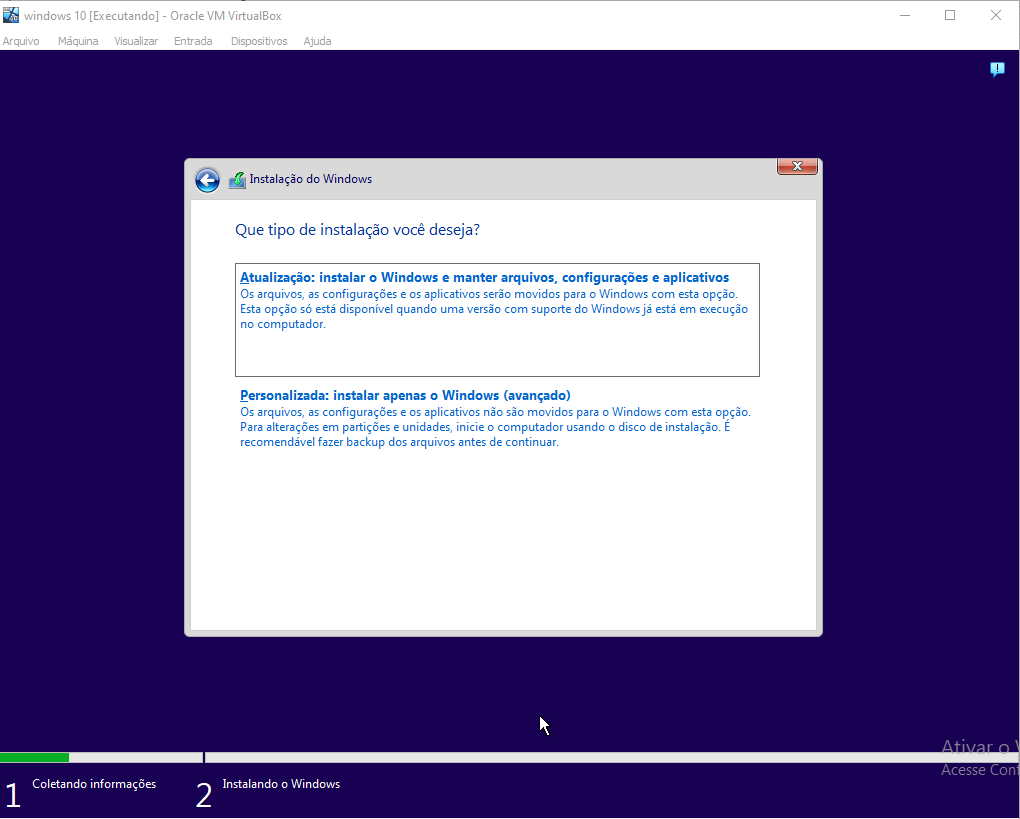 windows 10 [Executando] - Oracle VM VirtualBox
Arquivo Máquina Visualizar Entrada Dispositivos Ajuda
Instalação do Windows
Que tipo de instalação você deseja?
Atualização: instalar o Windows e manter arquivos, configurações e aplicativos
Os arquivos, as configurações e os aplicativos serão movidos para o Windows com esta opção.
Esta opção só está disponível quando uma versão com suporte do Windows já está em execução
no computador.
Personalizada: instalar apenas o Windows (avançado)
Os arquivos, as configurações e os aplicativos não são movidos para o Windows com esta opção.
Para alterações em partições e unidades, inicie o computador usando o disco de instalação. É
recomendável fazer backup dos arquivos antes de continuar.
Ativar o
Acesse
1 Coletando informações
2 Instalando o Windows